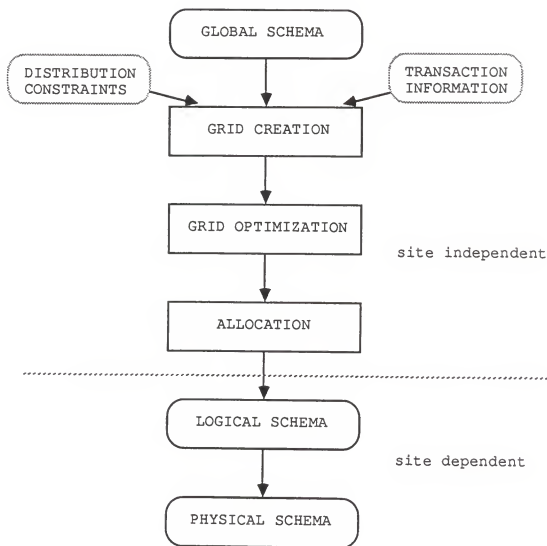 GLOBAL SCHEMA
DISTRIBUTION
CONSTRAINTS
TRANSACTION
INFORMATION
GRID CREATION
GRID OPTIMIZATION
site independent
ALLOCATION
LOGICAL SCHEMA
site dependent
PHYSICAL SCHEMA